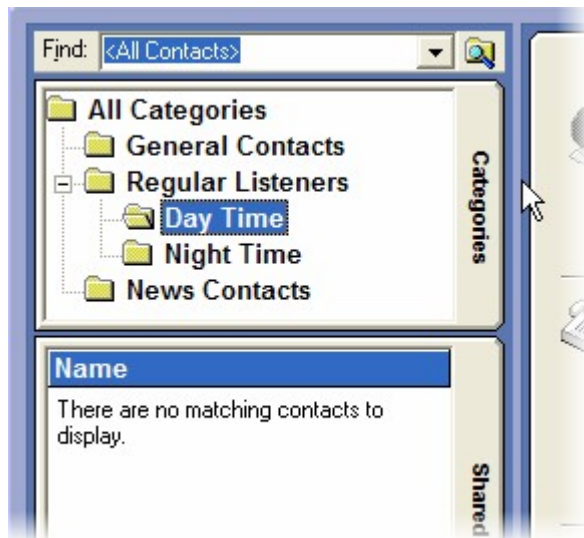 Find: <All Contacts>
All Categories
General Contacts
Regular Listeners
Day Time
Night Time
News Contacts
Categories
Name
There are no matching contacts to
display.
Shared